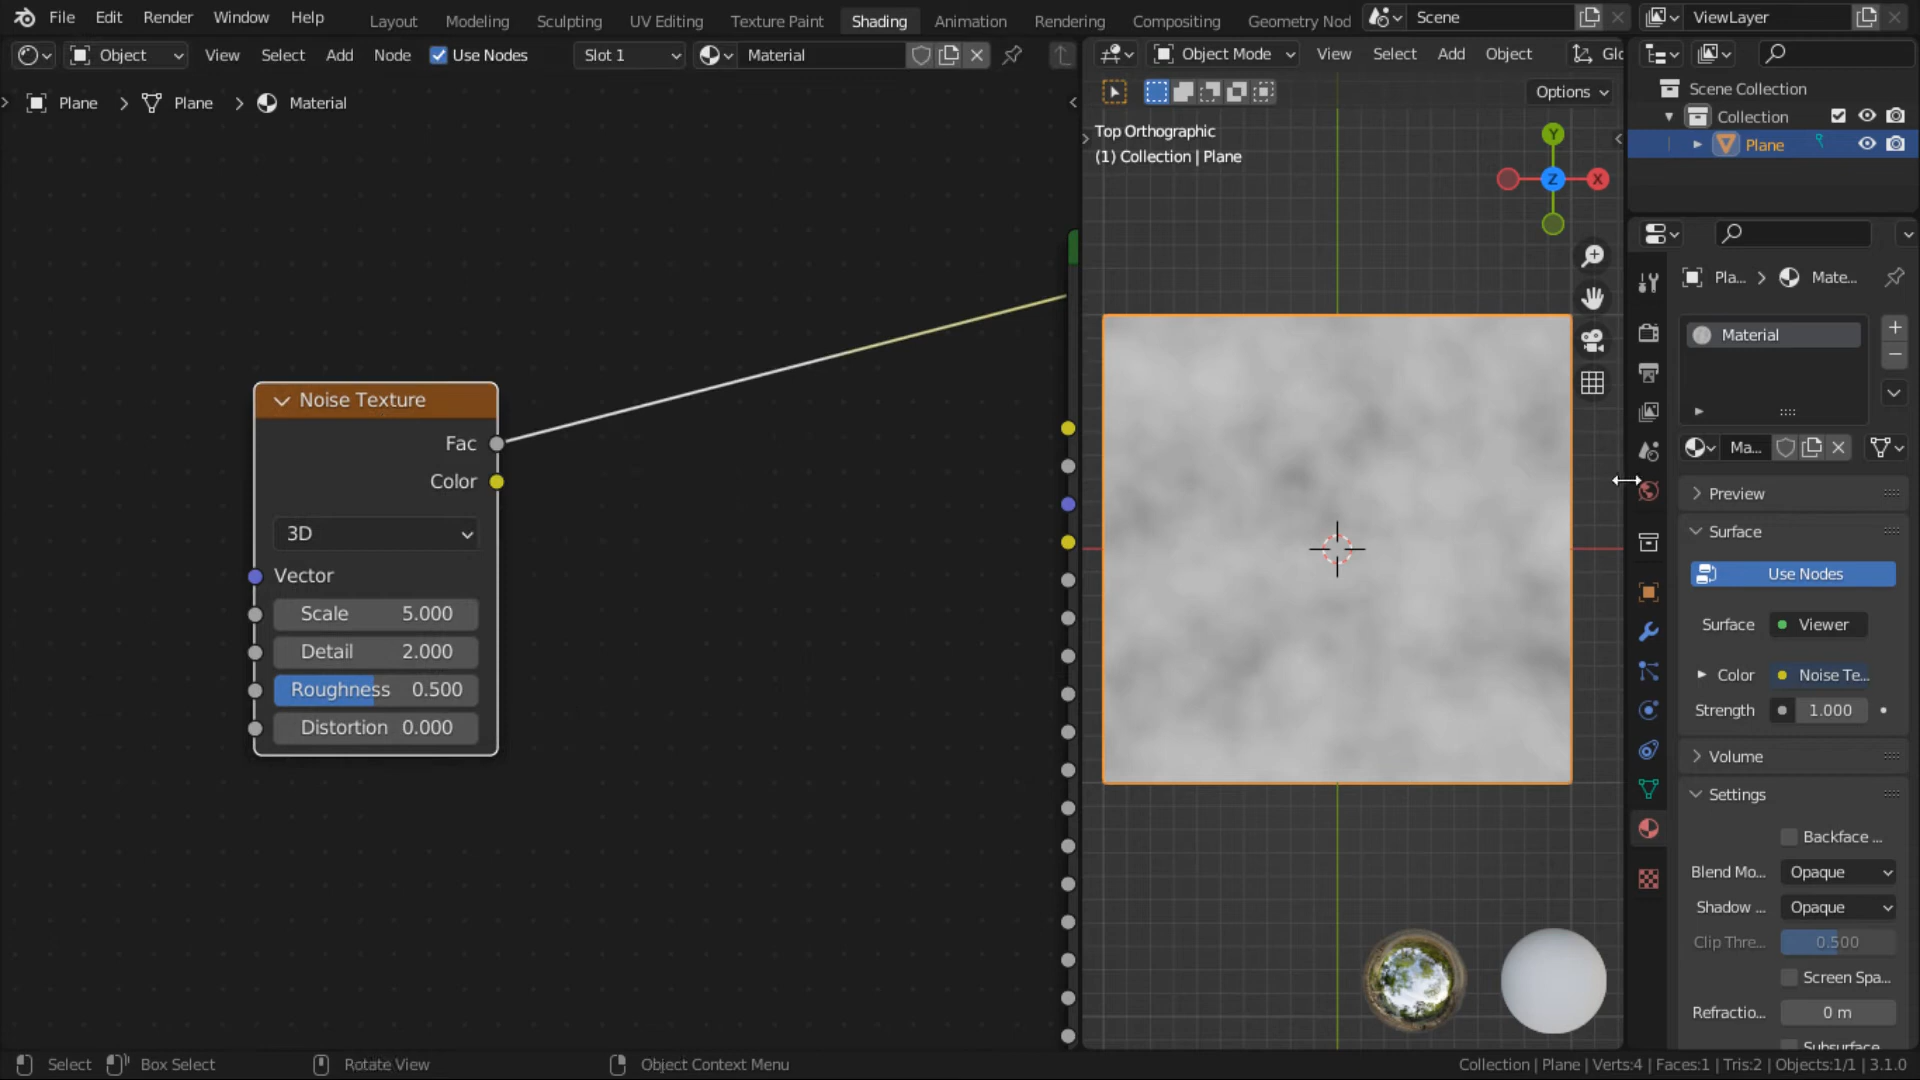 File Edit Render Window Help Layout Modeling Sculpting UV Editing Texture Paint Shading Animation Rendering Compositing Geometry Nod Scene ViewLayer
Object View Select Add Node Use Nodes Slot 1 Material Object Mode View Select Add Object Glo
Plane Plane Material
Options
Top Orthographic
(1) Collection | Plane
Y
Z X
Scene Collection
Collection
Plane
Pla... Mate...
Material
Ma...
Preview
Surface
Use Nodes
Surface Viewer
Color Noise Te...
Strength 1.000
Volume
Settings
Backface ...
Blend Mo... Opaque
Shadow ... Opaque
Clip Thre... 0.500
Screen Spa...
Refractio... 0 m
Subsurface
Noise Texture
Fac
Color
3D
Vector
Scale 5.000
Detail 2.000
Roughness 0.500
Distortion 0.000
Select Box Select Rotate View Object Context Menu Collection | Plane | Verts:4 | Faces:1 | Tris:2 | Objects:1/1 | 3.1.0